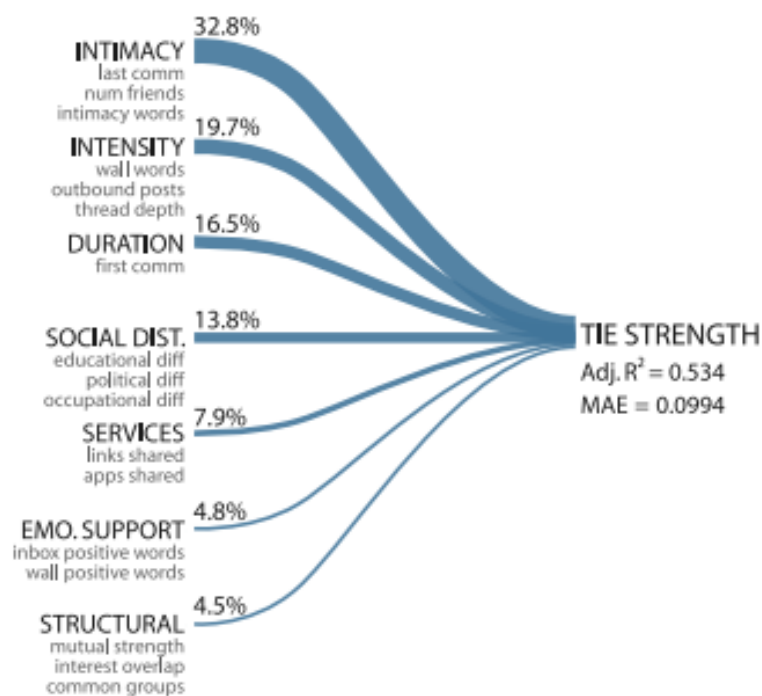 32.8%
INTIMACY
last comm
num friends
intimacy words
19.7%
INTENSITY
wall words
outbound posts
thread depth
16.5%
DURATION
first comm
13.8%
SOCIAL DIST.
educational diff
political diff
occupational diff
7.9%
SERVICES
links shared
apps shared
4.8%
EMO. SUPPORT
inbox positive words
wall positive words
4.5%
STRUCTURAL
mutual strength
interest overlap
common groups
TIE STRENGTH
Adj. R² = 0.534
MAE = 0.0994